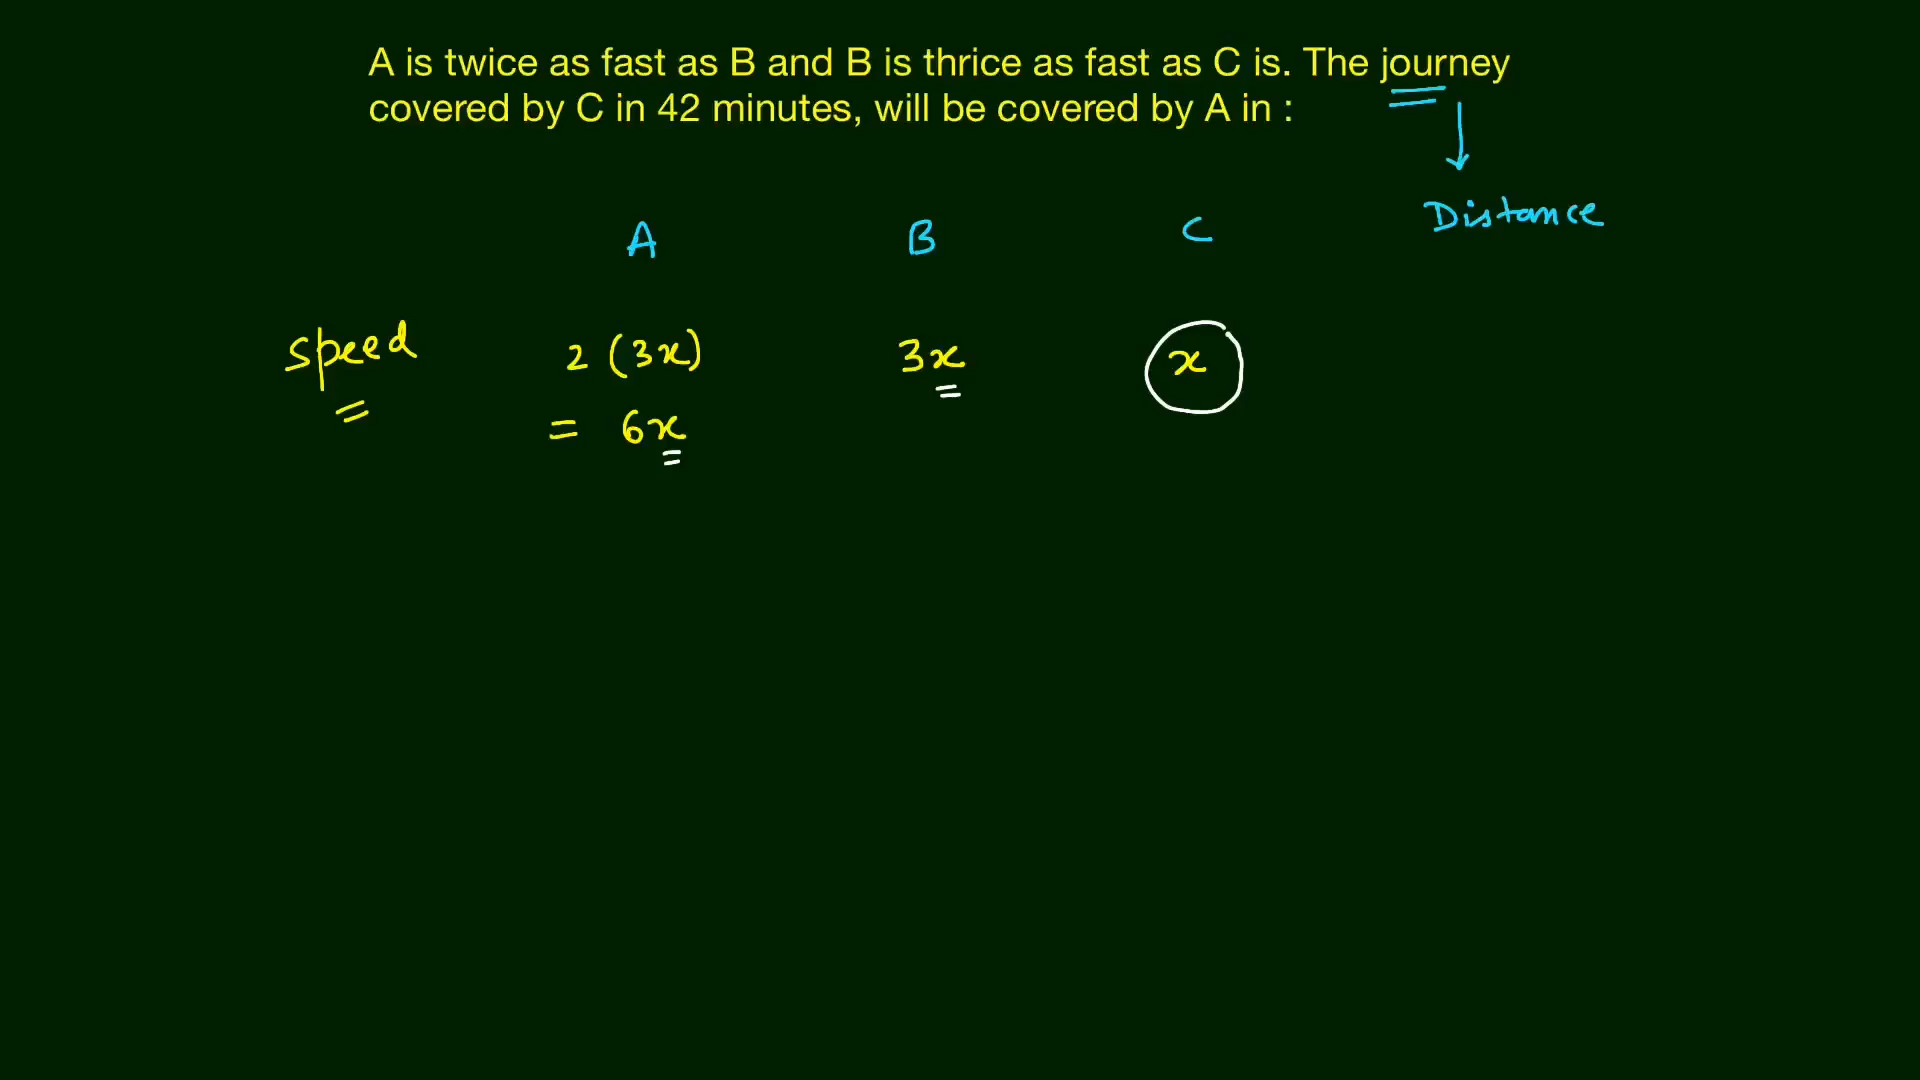 A is twice as fast as B and B is thrice as fast as C is. The journey
covered by C in 42 minutes, will be covered by A in :
Distance
A B C
Speed 2 (3x) 3x x
= 6x